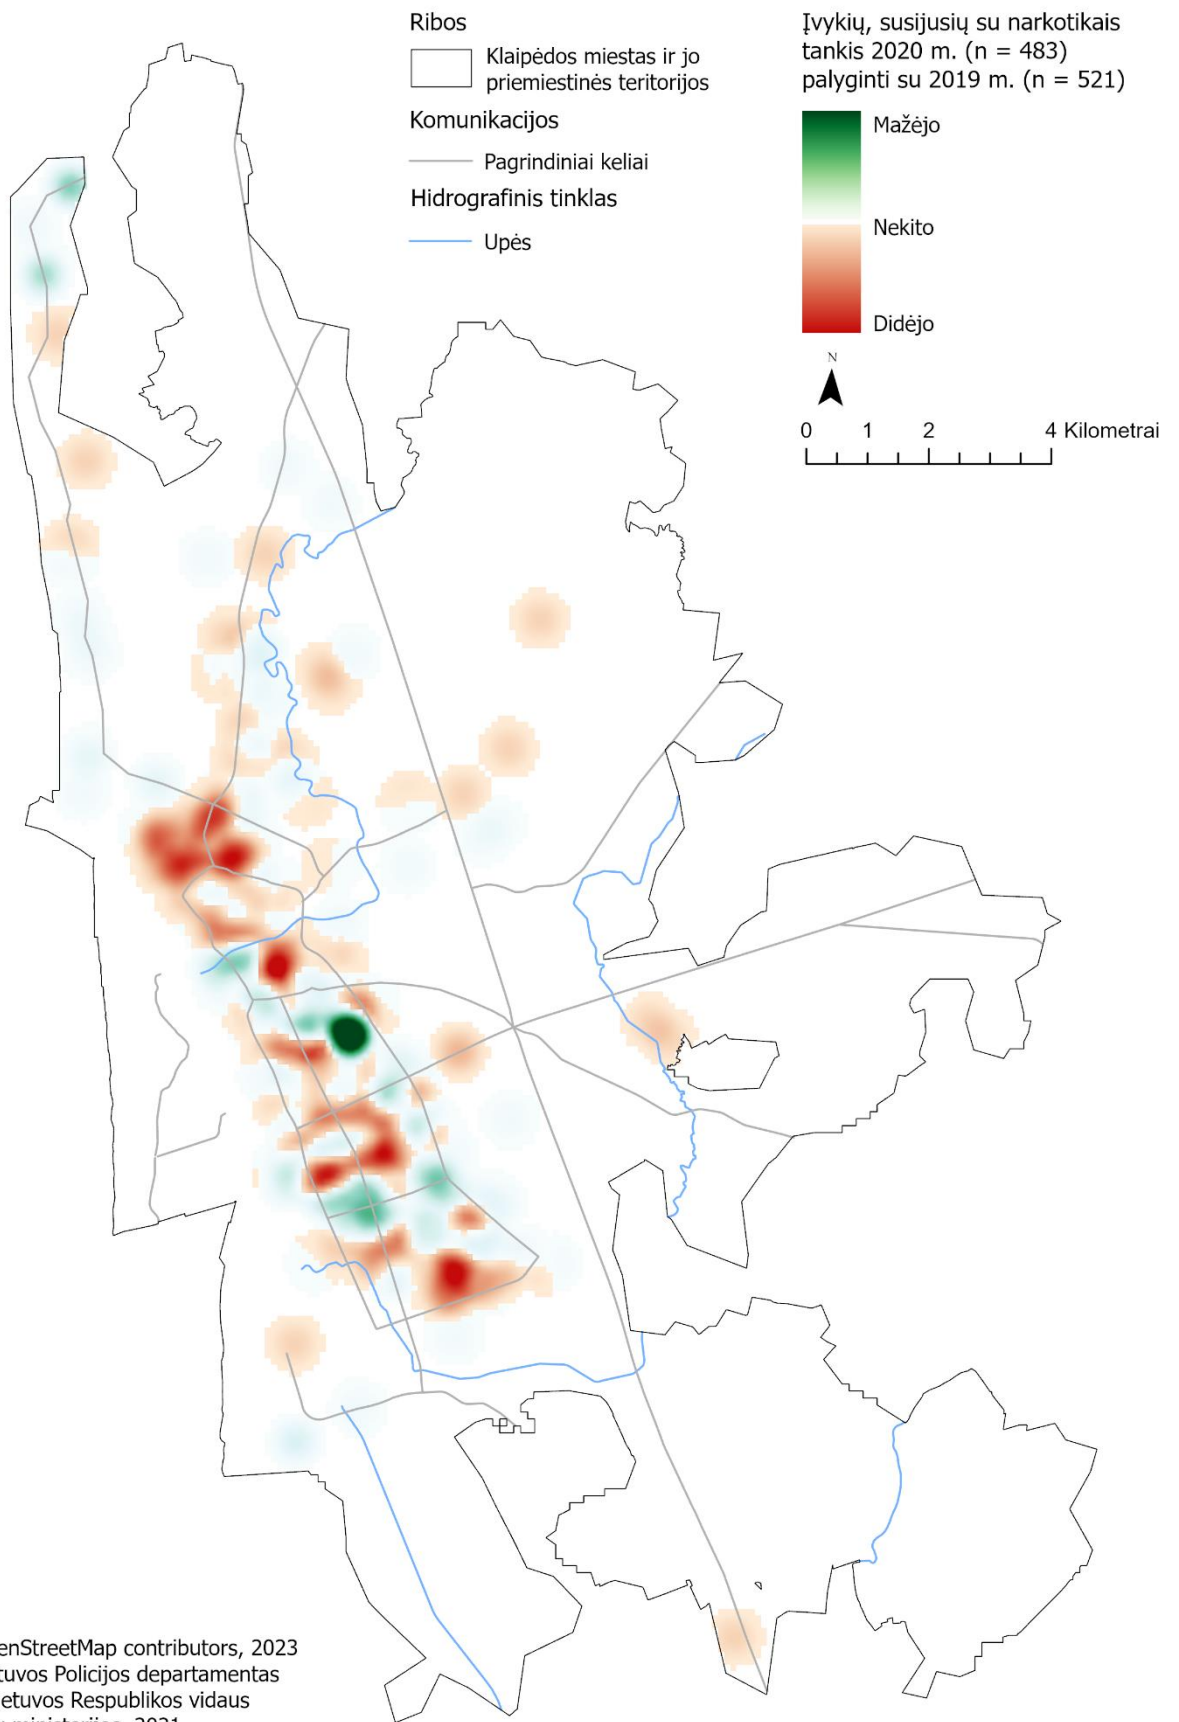 Ribos
Klaipėdos miestas ir jo
priemiestinės teritorijos
Komunikacijos
Pagrindiniai keliai
Hidrografinis tinklas
Upės
Įvykių, susijusių su narkotikais
tankis 2020 m. (n = 483)
palyginti su 2019 m. (n = 521)
Mažėjo
Nekito
Didėjo
N
0 1 2 4 Kilometrai
enStreetMap contributors, 2023
tuvos Policijos departamentas
ietuvos Respublikos vidaus